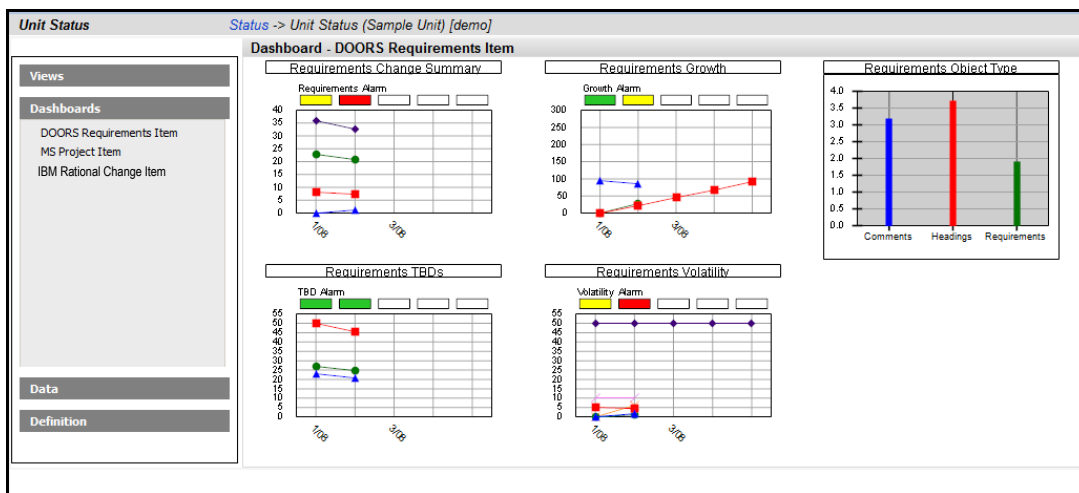 Unit Status
Status -> Unit Status (Sample Unit) [demo]
Dashboard - DOORS Requirements Item
Views
Dashboards
DOORS Requirements Item
MS Project Item
IBM Rational Change Item
Data
Definition
Requirements Change Summary
Requirements Alarm
40
35
30
25
20
15
10
5
0
1/08
3/08
Requirements Growth
Growth Alarm
300
250
200
150
100
50
0
1/08
3/08
Requirements Object Type
4.0
3.5
3.0
2.5
2.0
1.5
1.0
0.5
0.0
Comments
Headings
Requirements
Requirements TBDs
TBD Alarm
55
50
45
40
35
30
25
20
15
10
5
0
1/08
3/08
Requirements Volatility
Volatility Alarm
55
50
45
40
35
30
25
20
15
10
5
0
1/08
3/08